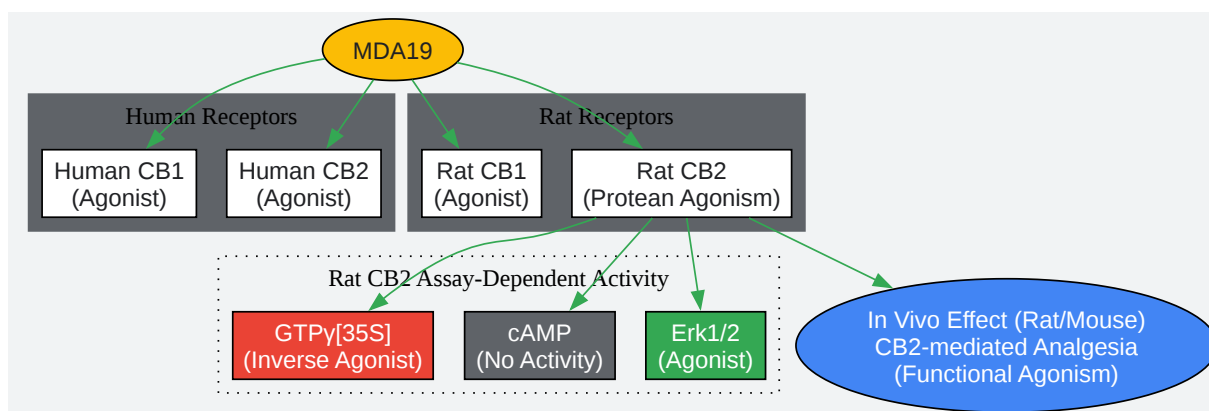 MDA19
Human Receptors
Rat Receptors
Human CB1
(Agonist)
Human CB2
(Agonist)
Rat CB1
(Agonist)
Rat CB2
(Protean Agonism)
Rat CB2 Assay-Dependent Activity
GTPγ[35S]
(Inverse Agonist)
cAMP
(No Activity)
Erk1/2
(Agonist)
In Vivo Effect (Rat/Mouse)
CB2-mediated Analgesia
(Functional Agonism)